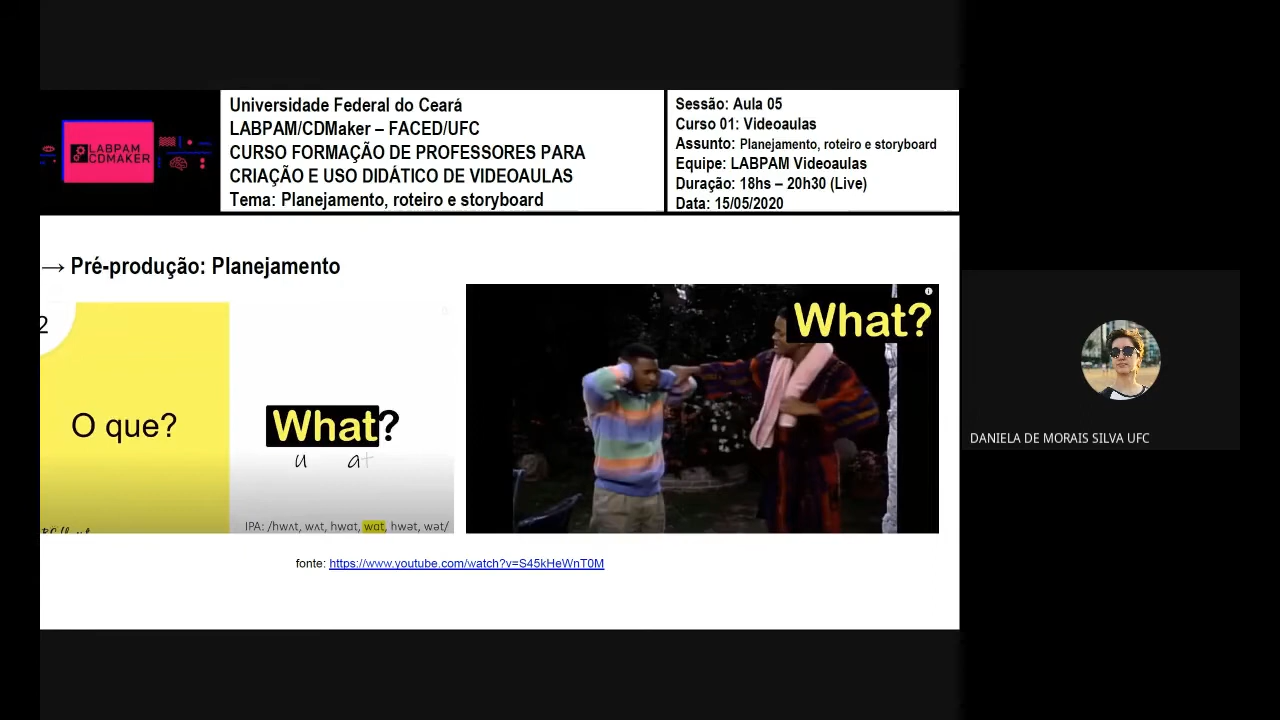 LABPAM
CDMAKER
Universidade Federal do Ceará
LABPAM/CDMaker – FACED/UFC
CURSO FORMAÇÃO DE PROFESSORES PARA
CRIAÇÃO E USO DIDÁTICO DE VIDEOAULAS
Tema: Planejamento, roteiro e storyboard
Sessão: Aula 05
Curso 01: Videoaulas
Assunto: Planejamento, roteiro e storyboard
Equipe: LABPAM Videoaulas
Duração: 18hs – 20h30 (Live)
Data: 15/05/2020
→ Pré-produção: Planejamento
2
O que?
What?
u at
IPA: /hwʌt, wʌt, hwɑt, wɑt, hwət, wət/
What?
fonte: https://www.youtube.com/watch?v=S45kHeWnT0M
DANIELA DE MORAIS SILVA UFC